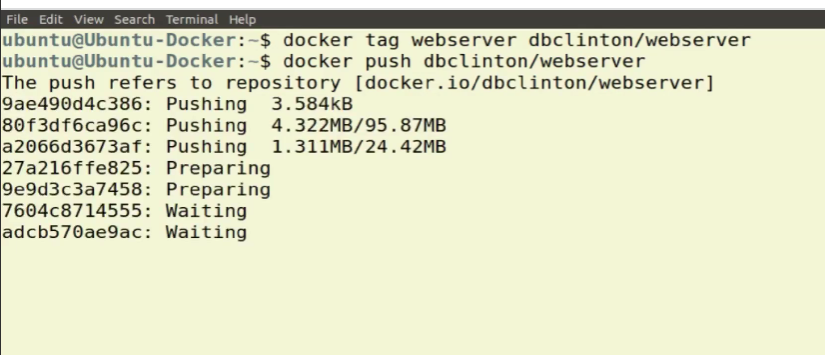 File Edit View Search Terminal Help
ubuntu@Ubuntu-Docker:~$ docker tag webserver dbclinton/webserver
ubuntu@Ubuntu-Docker:~$ docker push dbclinton/webserver
The push refers to repository [docker.io/dbclinton/webserver]
9ae490d4c386: Pushing  3.584kB
80f3df6ca96c: Pushing  4.322MB/95.87MB
a2066d3673af: Pushing  1.311MB/24.42MB
27a216ffe825: Preparing
9e9d3c3a7458: Preparing
7604c8714555: Waiting
adcb570ae9ac: Waiting